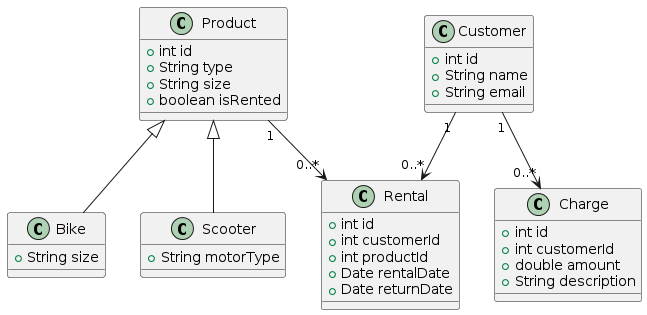 C Product
int id
String type
String size
boolean isRented
C Customer
int id
String name
String email
1
0..*
1
0..*
1
0..*
C Bike
String size
C Scooter
String motorType
C Rental
int id
int customerId
int productId
Date rentalDate
Date returnDate
C Charge
int id
int customerId
double amount
String description